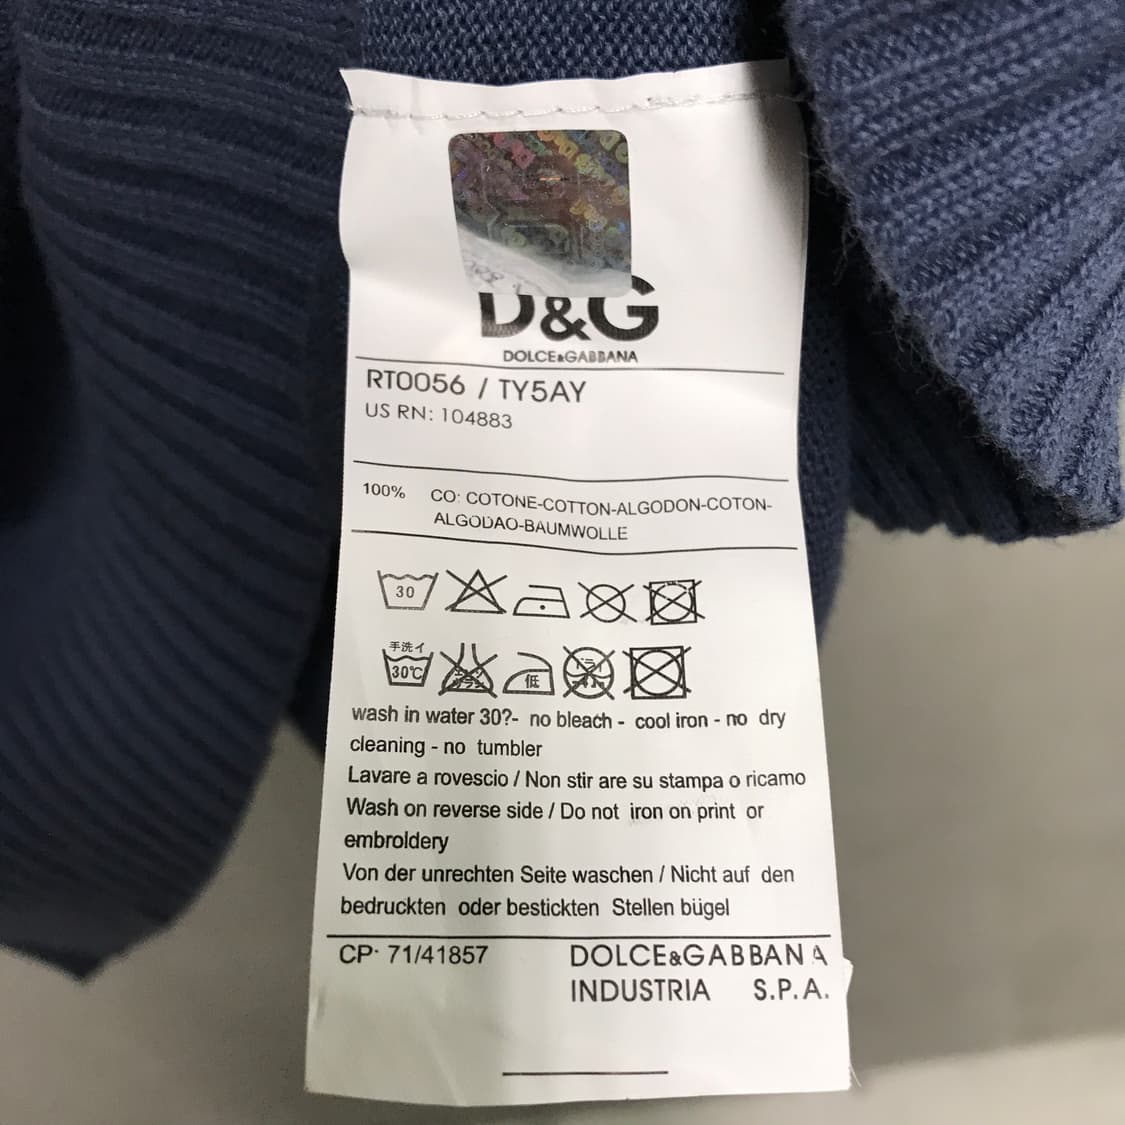 D&G
DOLCE&GABBANA
RT0056 / TY5AY
US RN: 104883
100% CO: COTONE-COTTON-ALGODON-COTON-
ALGODAO-BAUMWOLLE
30
手洗イ
30℃
低
wash in water 30?- no bleach - cool iron - no dry
cleaning - no tumbler
Lavare a rovescio / Non stir are su stampa o ricamo
Wash on reverse side / Do not iron on print or
embroldery
Von der unrechten Seite waschen / Nicht auf den
bedruckten oder bestickten Stellen bügel
CP· 71/41857
DOLCE&GABBANA
INDUSTRIA S.P.A.